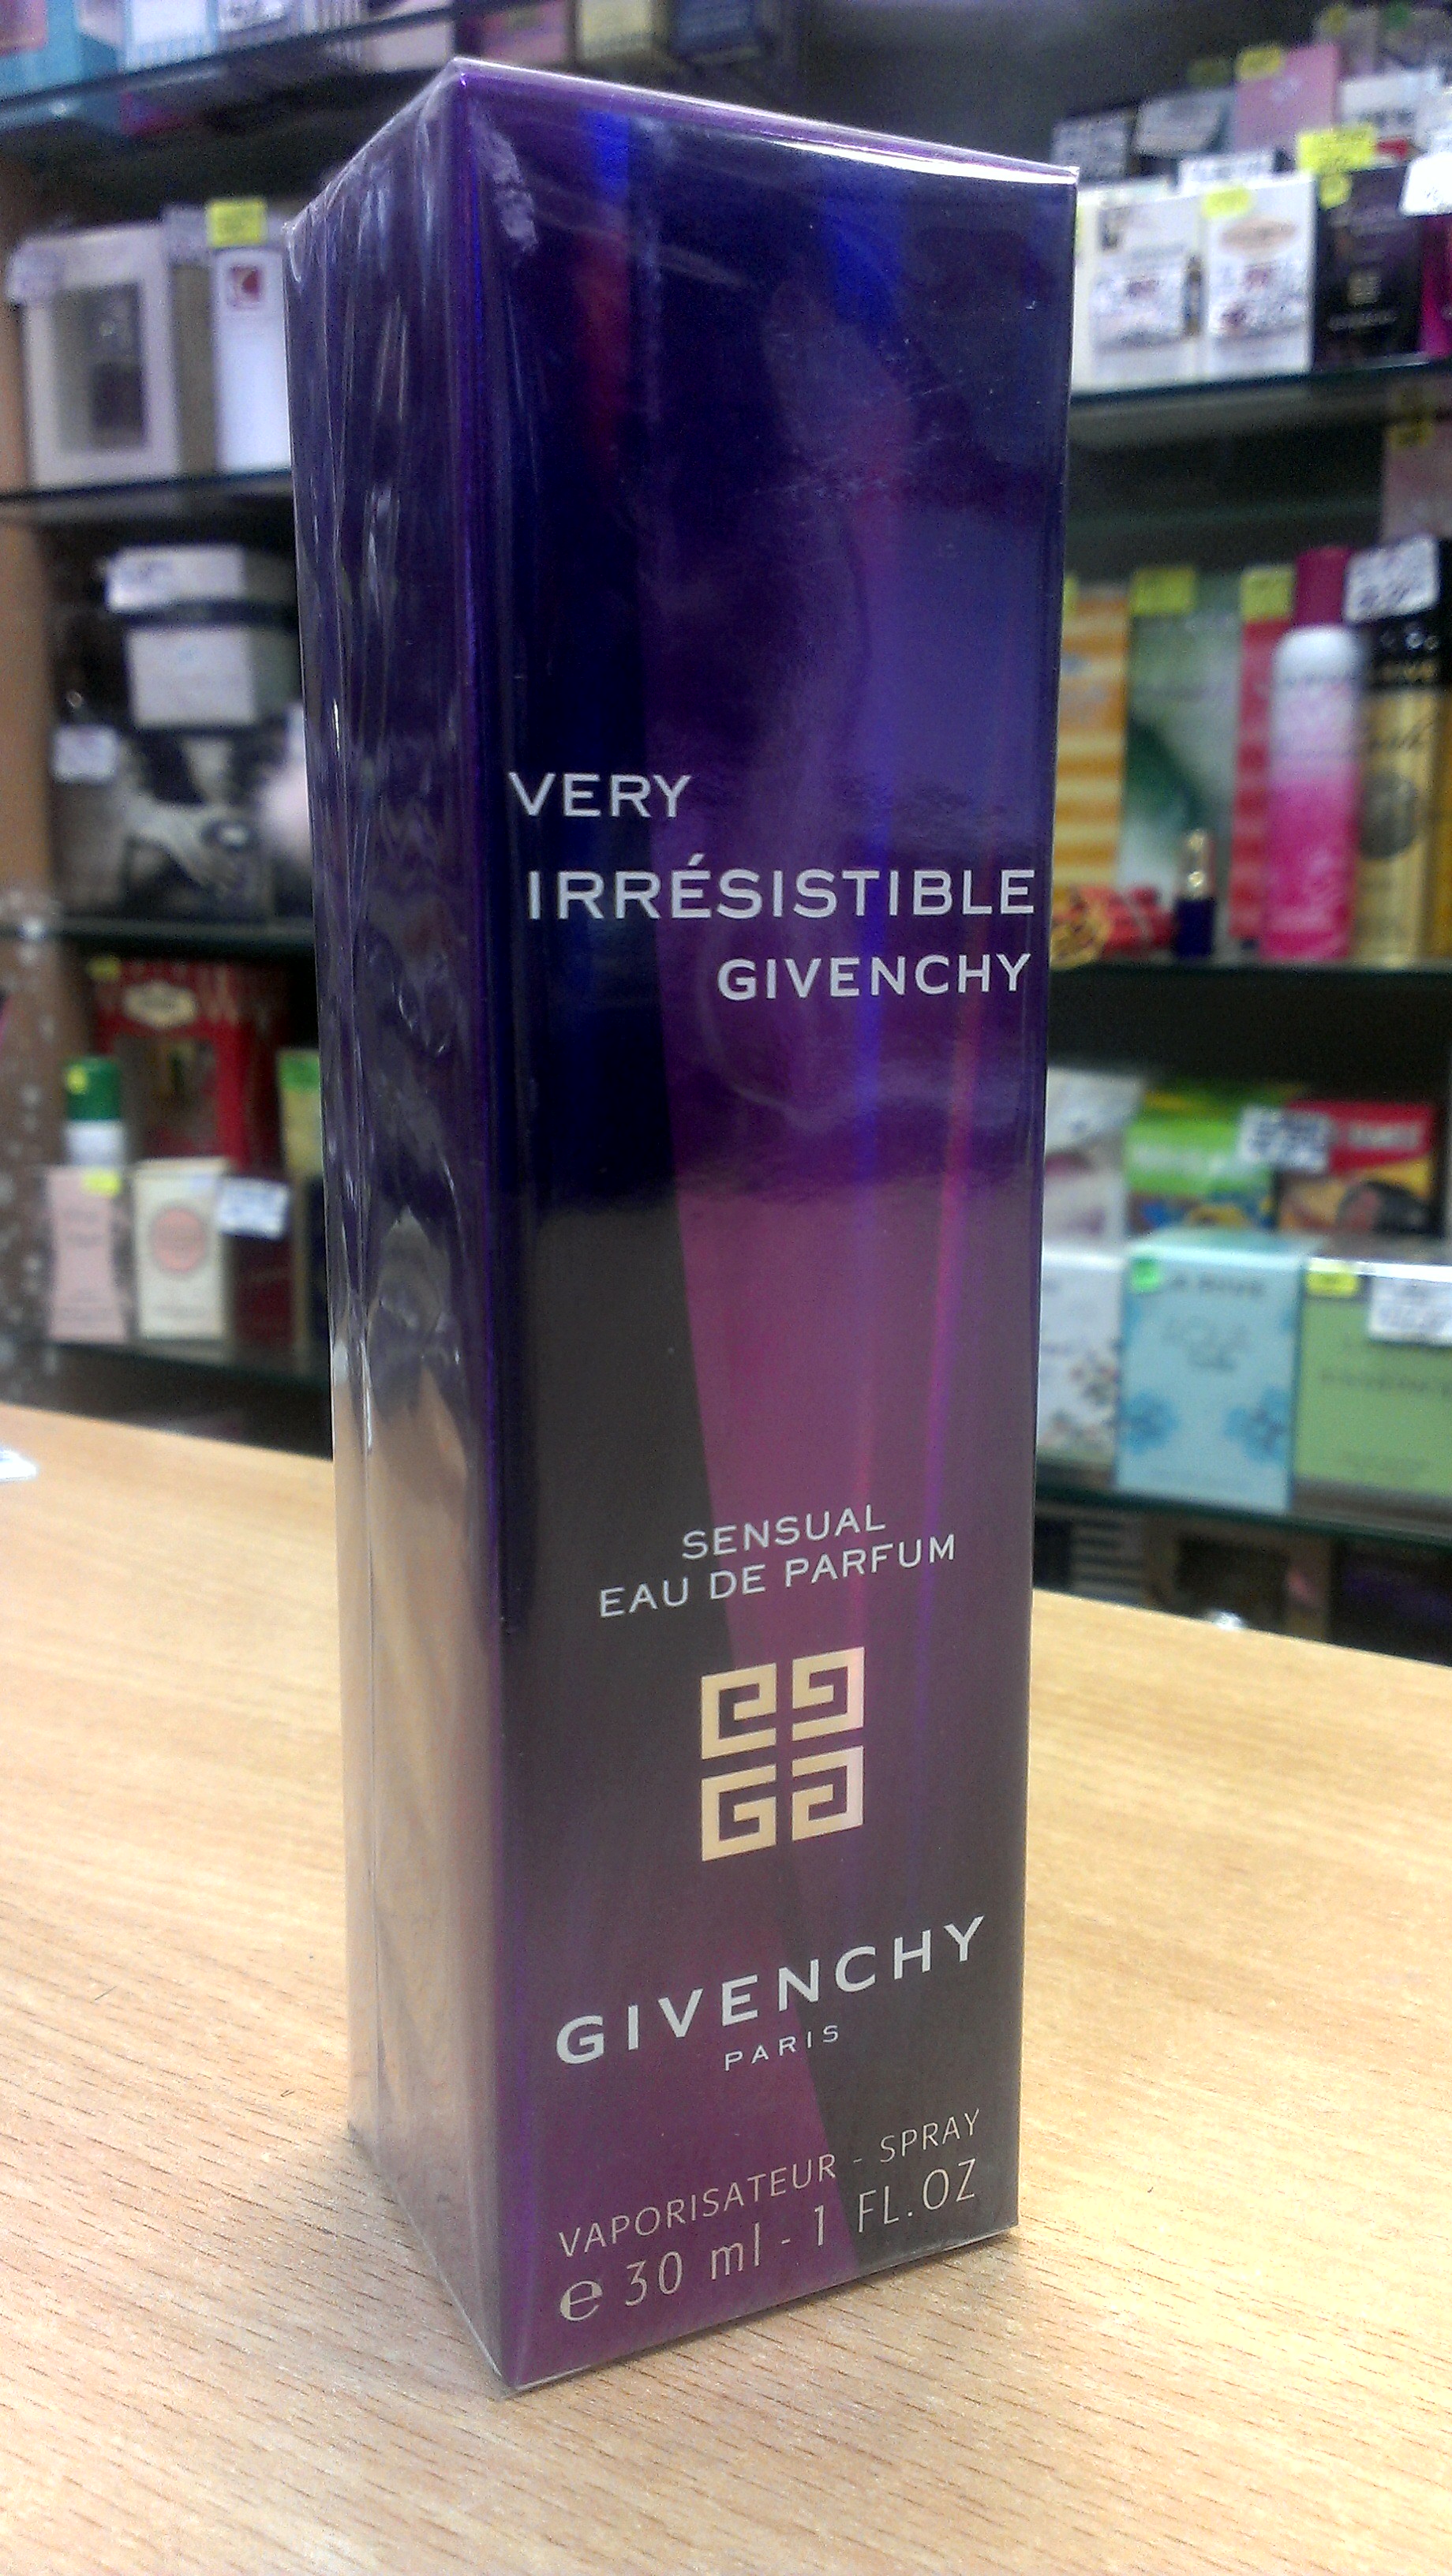 VERY
IRRÉSISTIBLE
GIVENCHY
SENSUAL
EAU DE PARFUM
GIVENCHY
PARIS
VAPORISATEUR - SPRAY
e 30 ml - 1 FL.OZ